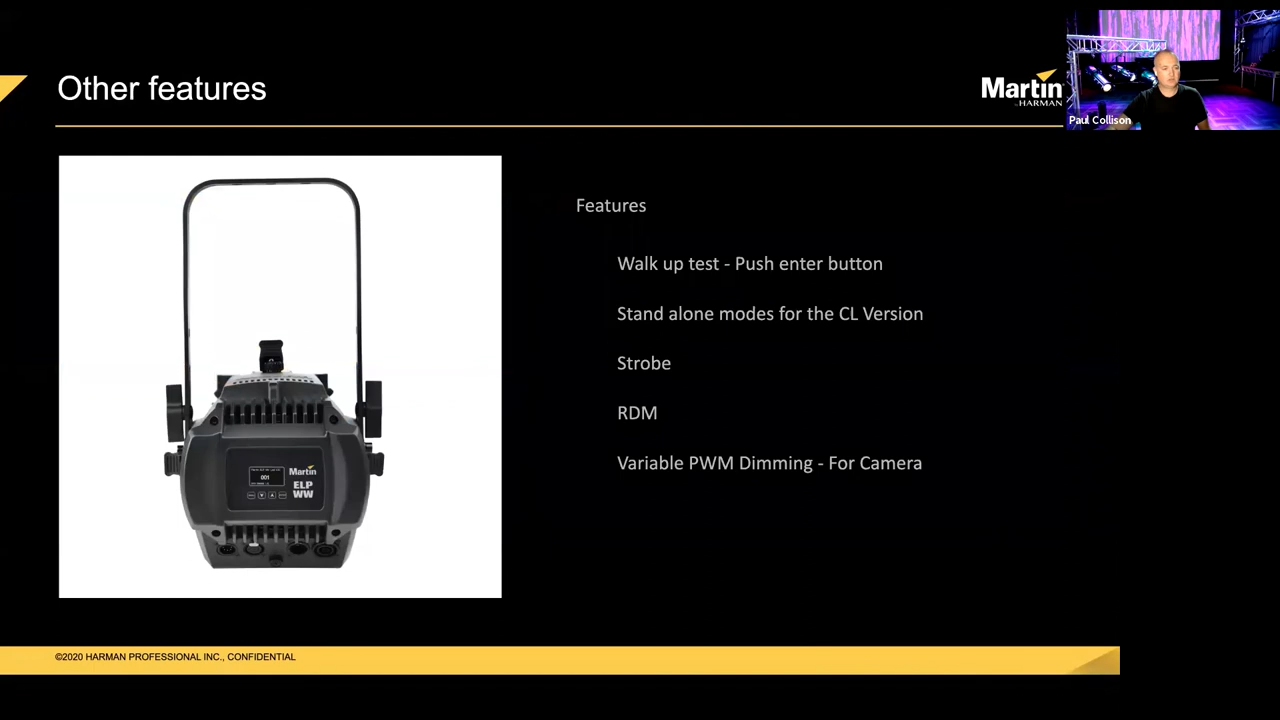 Other features
Martin
by HARMAN
Paul Collison
Features
Walk up test - Push enter button
Stand alone modes for the CL Version
Strobe
RDM
Variable PWM Dimming - For Camera
001
Martin
ELP
WW
©2020 HARMAN PROFESSIONAL INC., CONFIDENTIAL